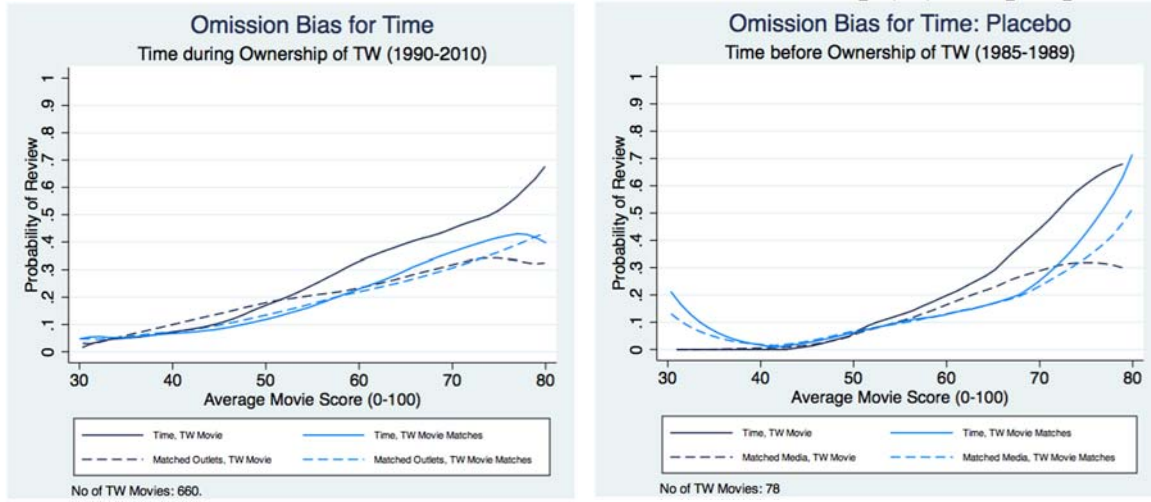 Omission Bias for Time
Time during Ownership of TW (1990-2010)
Probability of Review
1
.9
.8
.7
.6
.5
.4
.3
.2
.1
0
30 40 50 60 70 80
Average Movie Score (0-100)
Time, TW Movie
Time, TW Movie Matches
Matched Outlets, TW Movie
Matched Outlets, TW Movie Matches
No of TW Movies: 660.
Omission Bias for Time: Placebo
Time before Ownership of TW (1985-1989)
Probability of Review
1
.9
.8
.7
.6
.5
.4
.3
.2
.1
0
30 40 50 60 70 80
Average Movie Score (0-100)
Time, TW Movie
Time, TW Movie Matches
Matched Media, TW Movie
Matched Media, TW Movie Matches
No of TW Movies: 78